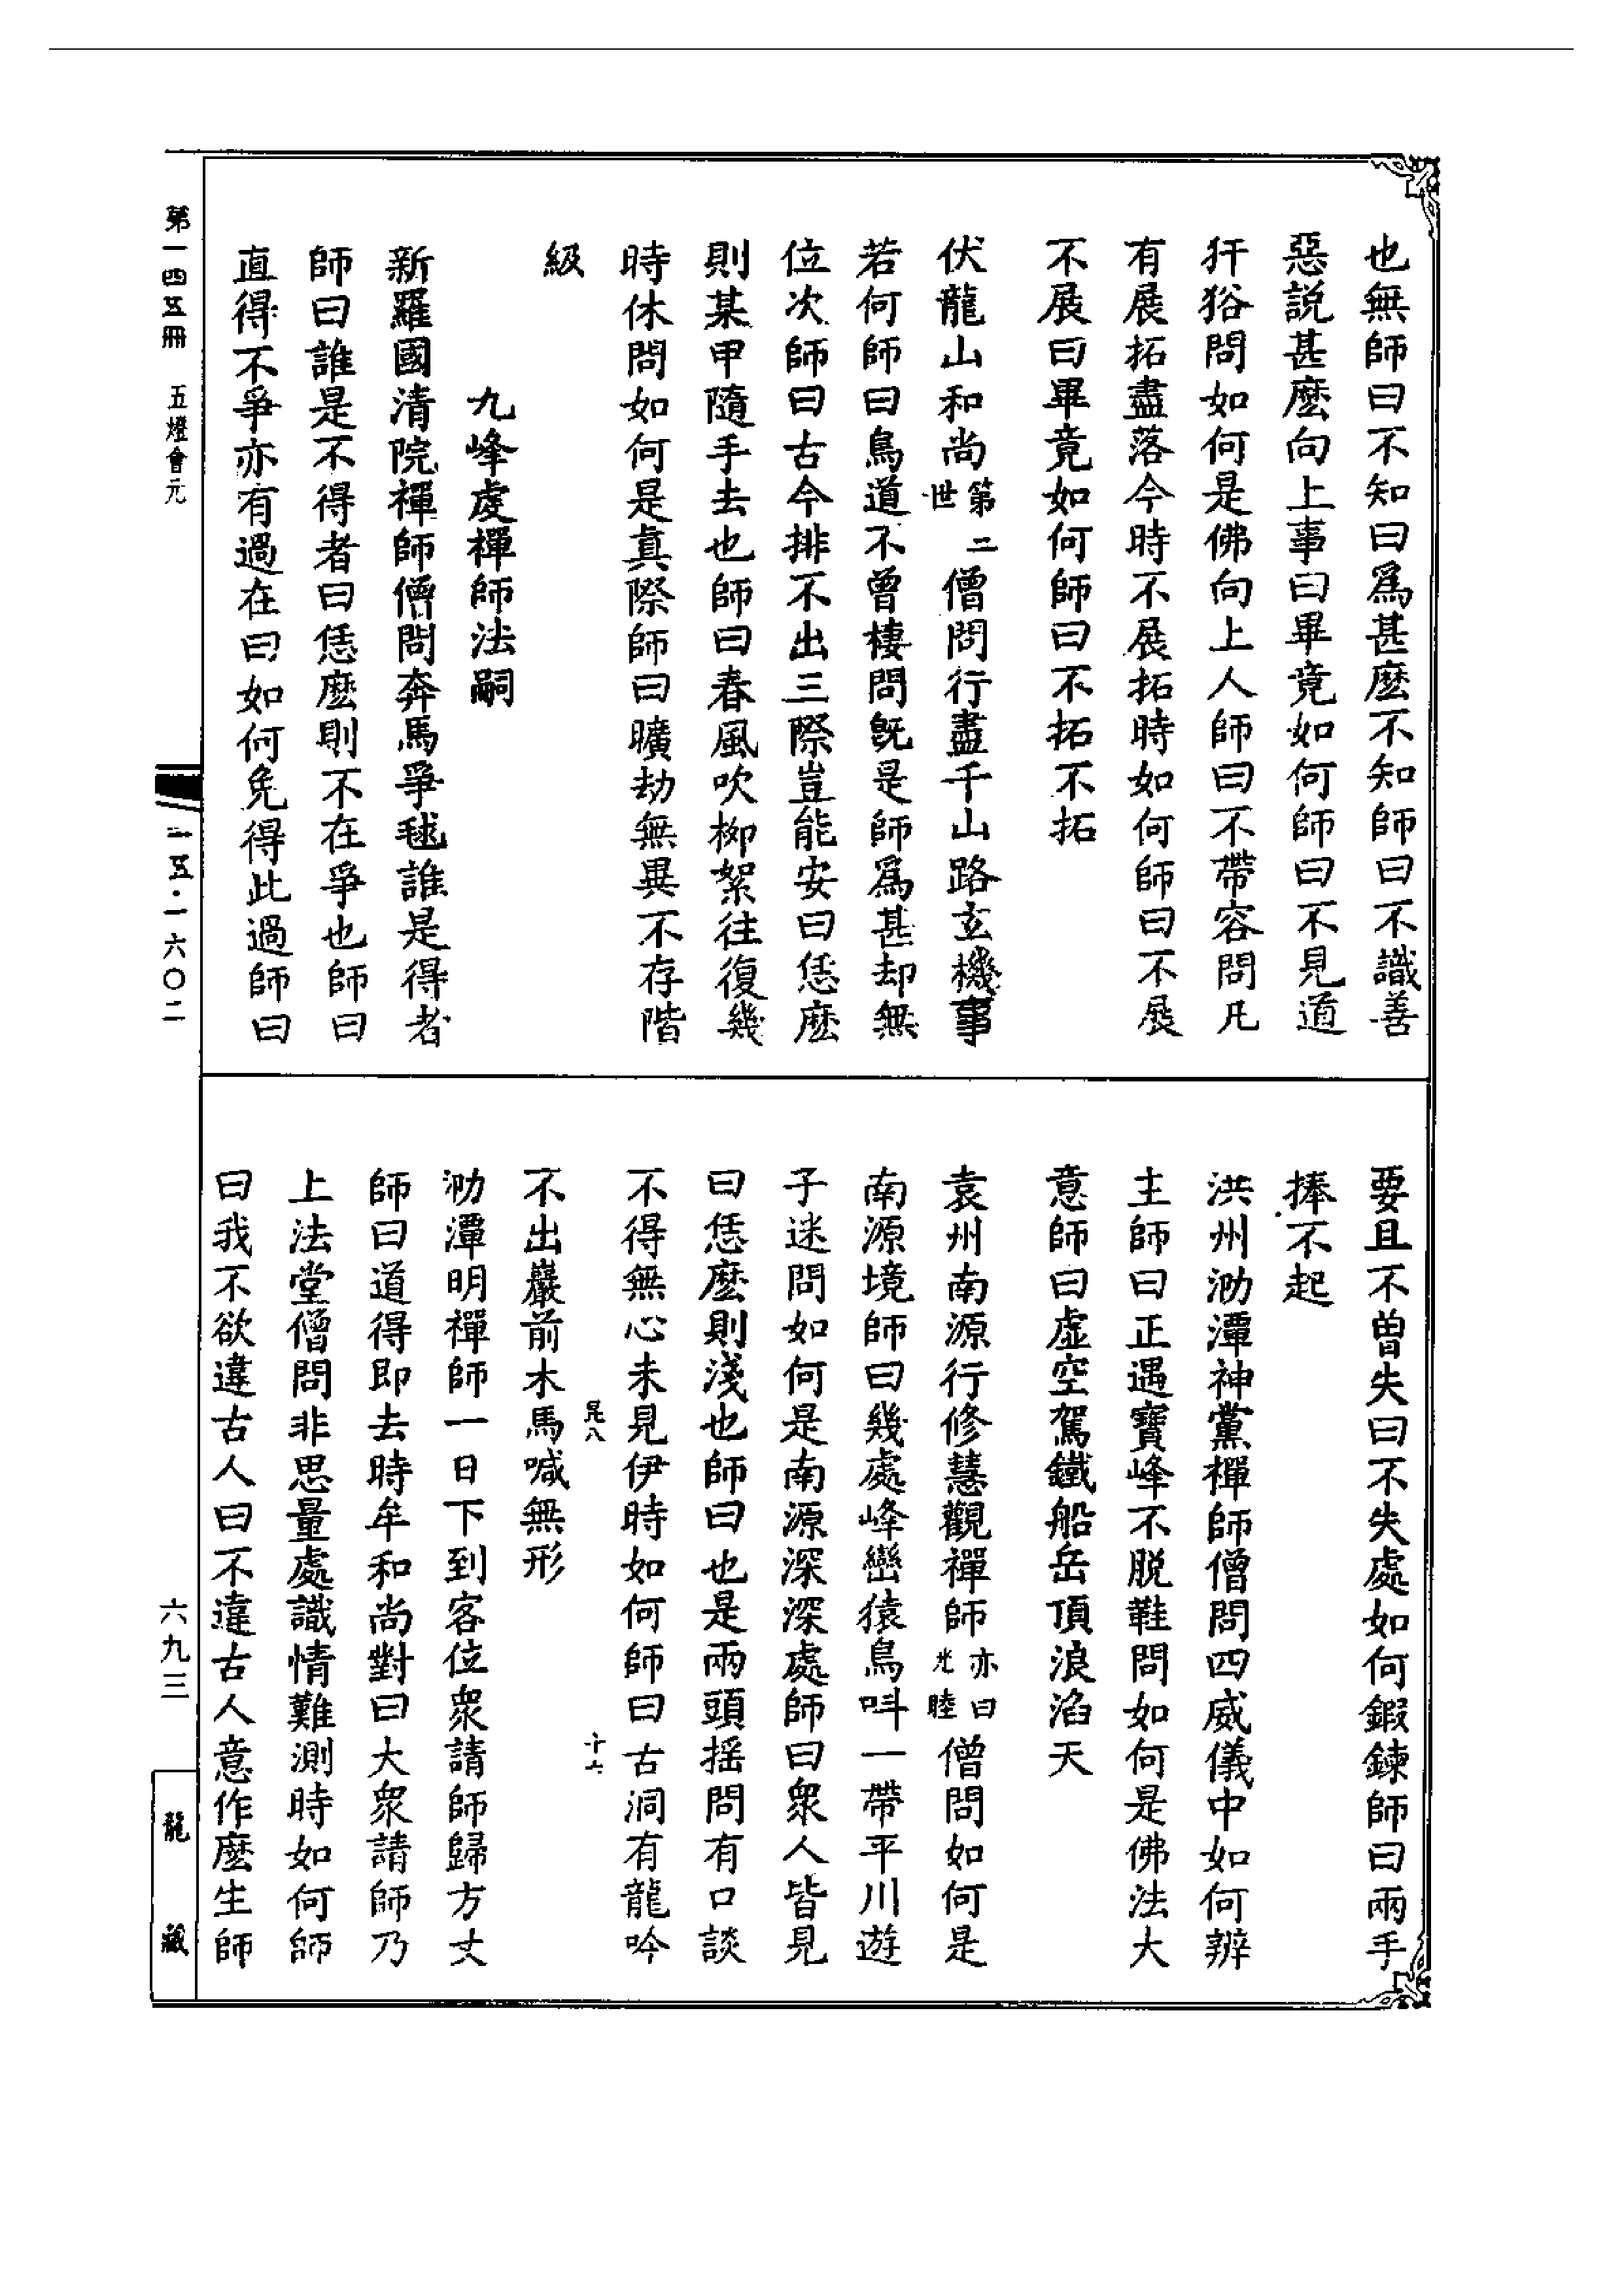 也無師曰不知曰爲甚麽不知師曰不識善
惡説甚麽向上事曰畢竟如何師曰不見道
犴㹳問如何是佛向上人師曰不帶容問凡
有展拓盡落今時不展拓時如何師曰不展
不展曰畢竟如何師曰不拓不拓
伏龍山和尚第二世僧問行盡千山路玄機事
若何師曰鳥道不曾棲問旣是師爲甚却無
位次師曰古今排不出三際豈能安曰恁麽
則某甲隨手去也師曰春風吹柳絮往復幾
時休問如何是真際師曰曠劫無異不存階
級
九峰虔禪師法嗣
新羅國清院禪師僧問奔馬爭毬誰是得者
師曰誰是不得者曰恁麽則不在爭也師曰
直得不爭亦有過在曰如何免得此過師曰
要且不曾失曰不失處如何鍜鍊師曰兩手
捧不起
洪州泐潭神黨禪師僧問四威儀中如何辨
主師曰正遇寶峰不脱鞋問如何是佛法大
意師曰虚空駕鐵船岳頂浪滔天
袁州南源行修慧觀禪師亦曰光睦僧問如何是
南源境師曰幾處峰巒猿鳥呌一帶平川遊
子迷問如何是南源深深處師曰衆人皆見
曰恁麽則淺也師曰也是兩頭摇問有口談
不得無心未見伊時如何師曰古洞有龍吟
晃八 十七
不出巖前木馬喊無形
泐潭明禪師一日下到客位衆請師歸方丈
師曰道得即去時牟和尚對曰大衆請師乃
上法堂僧問非思量處識情難測時如何師
曰我不欲違古人曰不違古人意作麽生師
第一四五冊 五燈會元
一五·一六〇二
六九三
龍藏